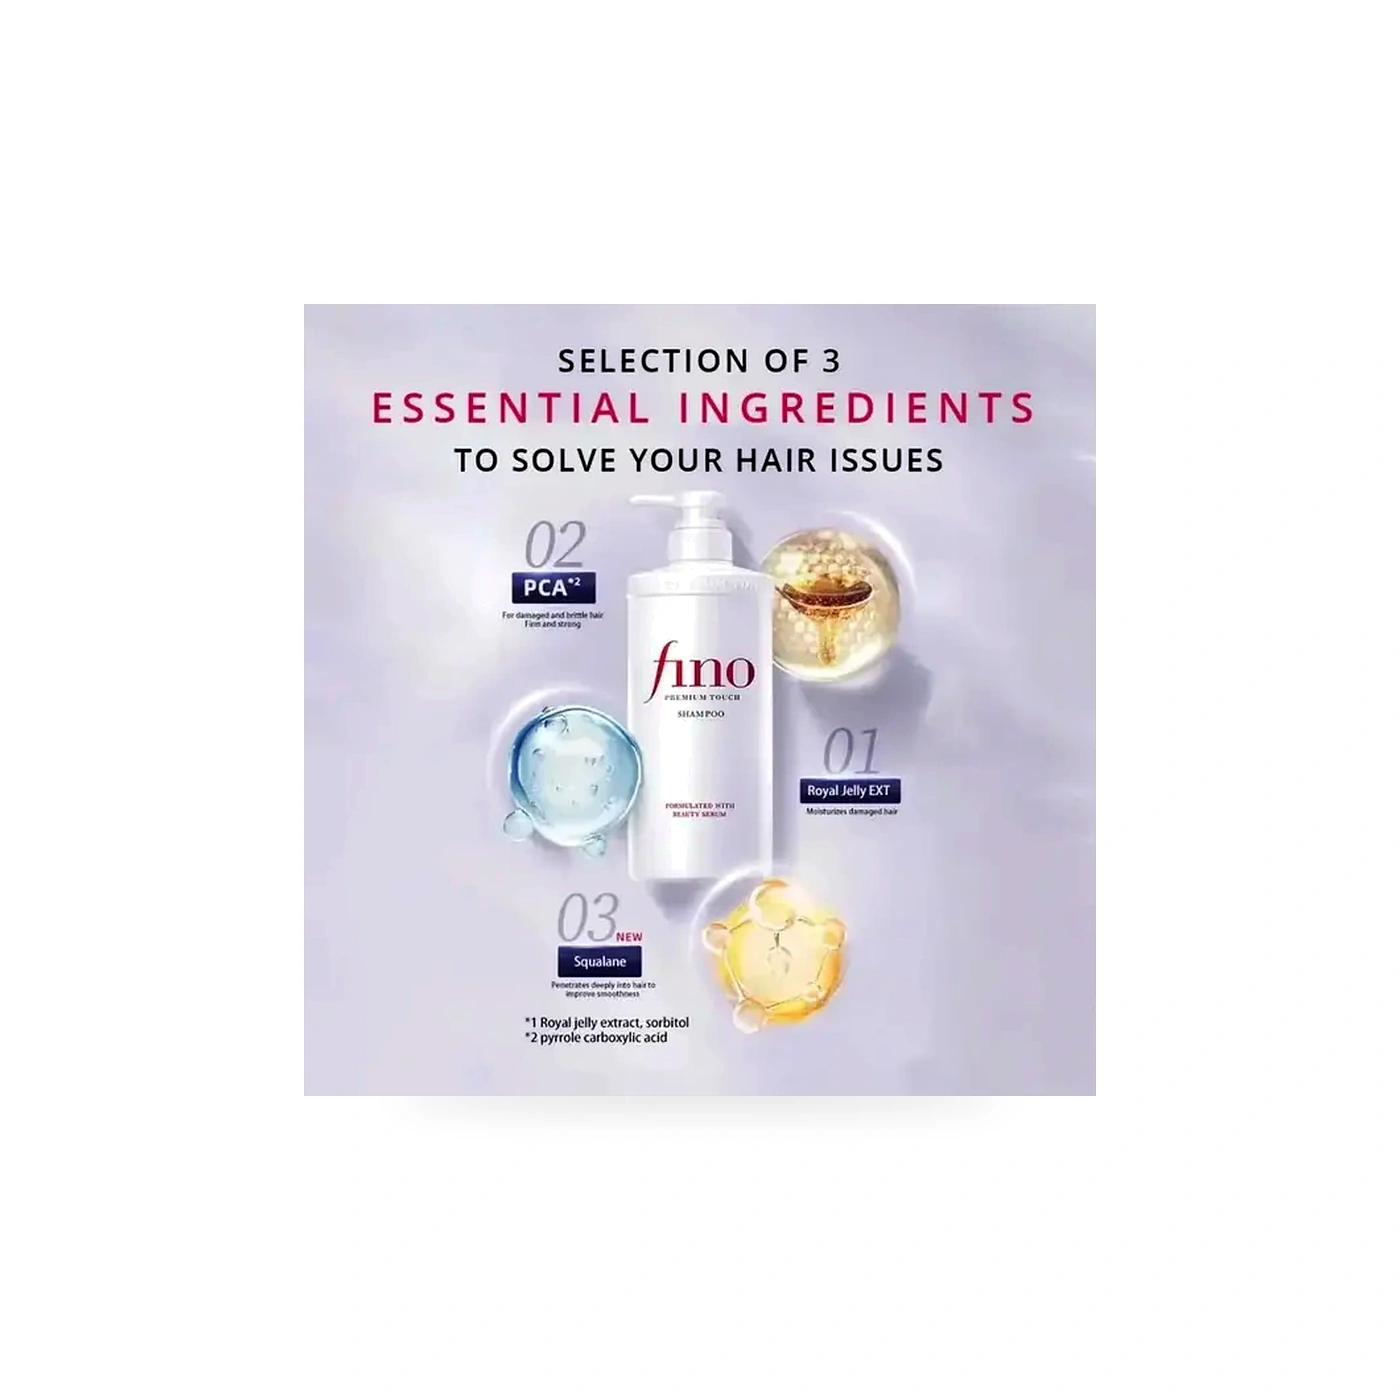 SELECTION OF 3
ESSENTIAL INGREDIENTS
TO SOLVE YOUR HAIR ISSUES
02
PCA*2
For damaged and brittle hair
Firm and strong
fino
PREMIUM TOUCH
SHAMPOO
FORMULATED WITH
BEAUTY SERUM
01
Royal Jelly EXT
Moisturizes damaged hair
03
NEW
Squalane
Penetrates deeply into hair to
improve smoothness
*1 Royal jelly extract, sorbitol
*2 pyrrole carboxylic acid